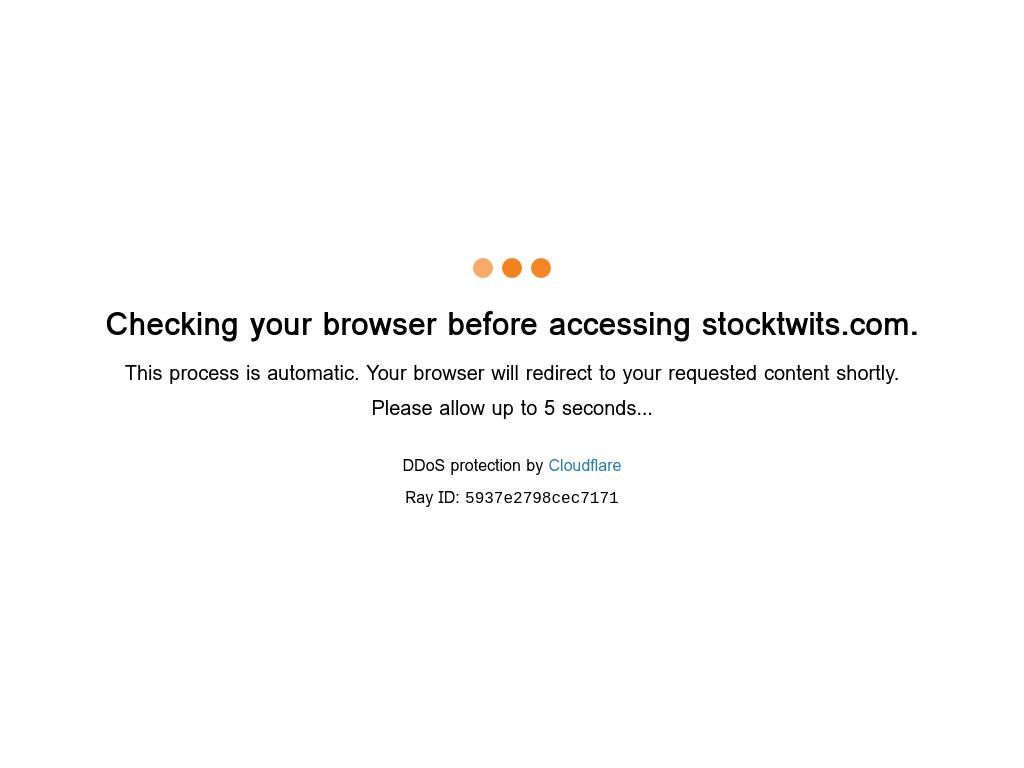 Checking your browser before accessing stocktwits.com.
This process is automatic. Your browser will redirect to your requested content shortly.
Please allow up to 5 seconds...
DDoS protection by Cloudflare
Ray ID: 5937e2798cec7171